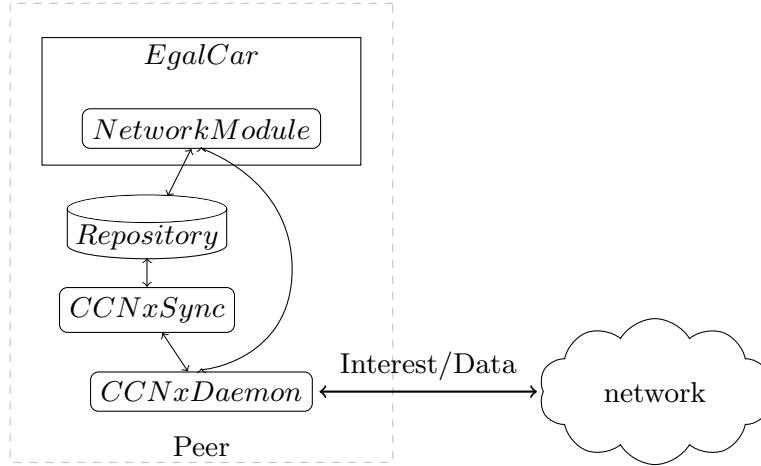 EgalCar
NetworkModule
Repository
CCNxSync
Interest/Data
CCNxDaemon
network
Peer